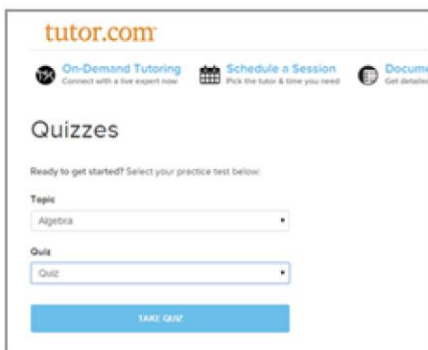 tutor.com
On-Demand Tutoring
Connect with a live expert now
Schedule a Session
Pick the tutor & time you need
Docume
Get detailed
Quizzes
Ready to get started? Select your practice test below:
Topic
Algebra
Quiz
Quiz
TAKE QUIZ